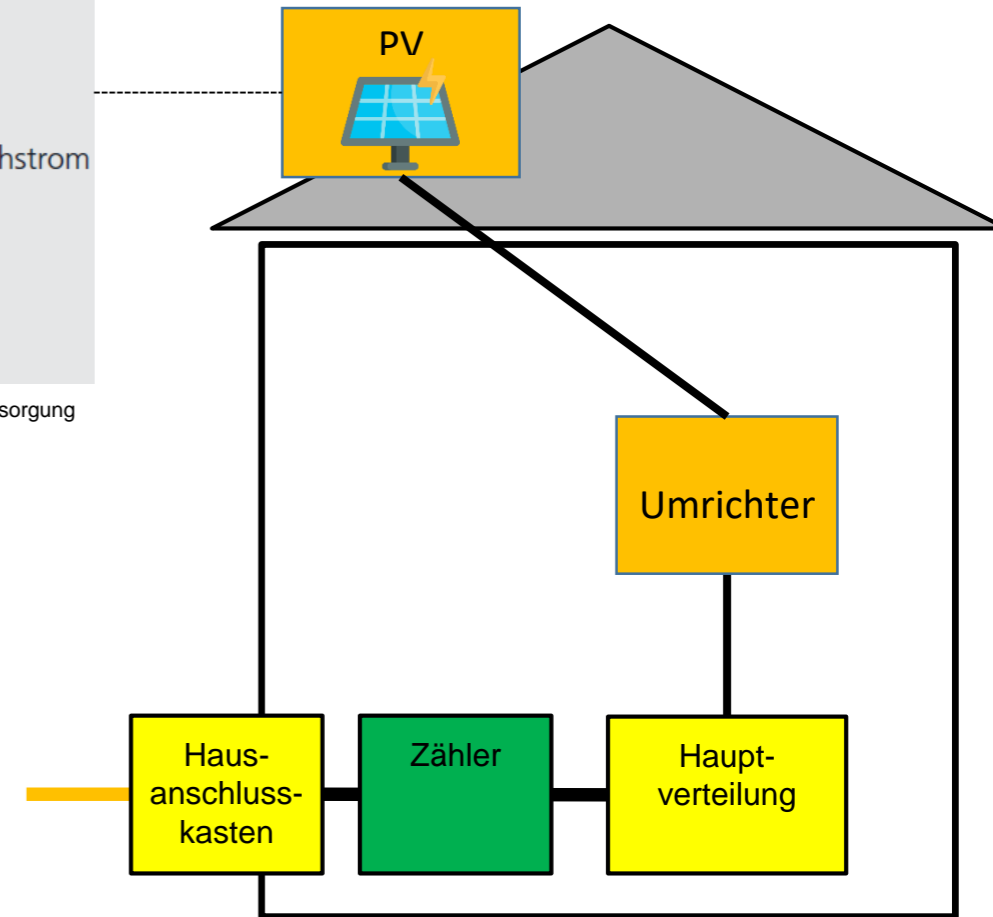 PV
hstrom
sorgung
Umrichter
Haus-
anschluss-
kasten
Zähler
Haupt-
verteilung